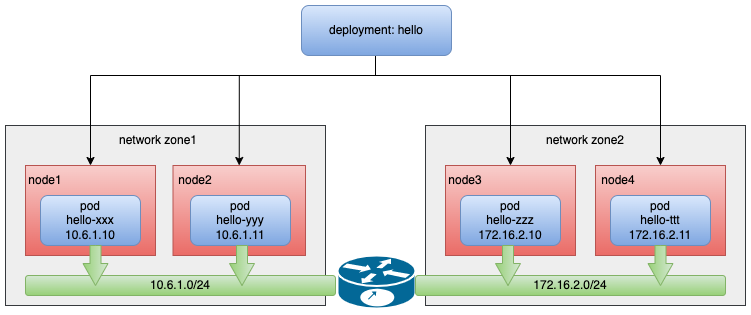 deployment: hello
network zone1
network zone2
node1
pod
hello-xxx
10.6.1.10
node2
pod
hello-yyy
10.6.1.11
node3
pod
hello-zzz
172.16.2.10
node4
pod
hello-ttt
172.16.2.11
10.6.1.0/24
172.16.2.0/24